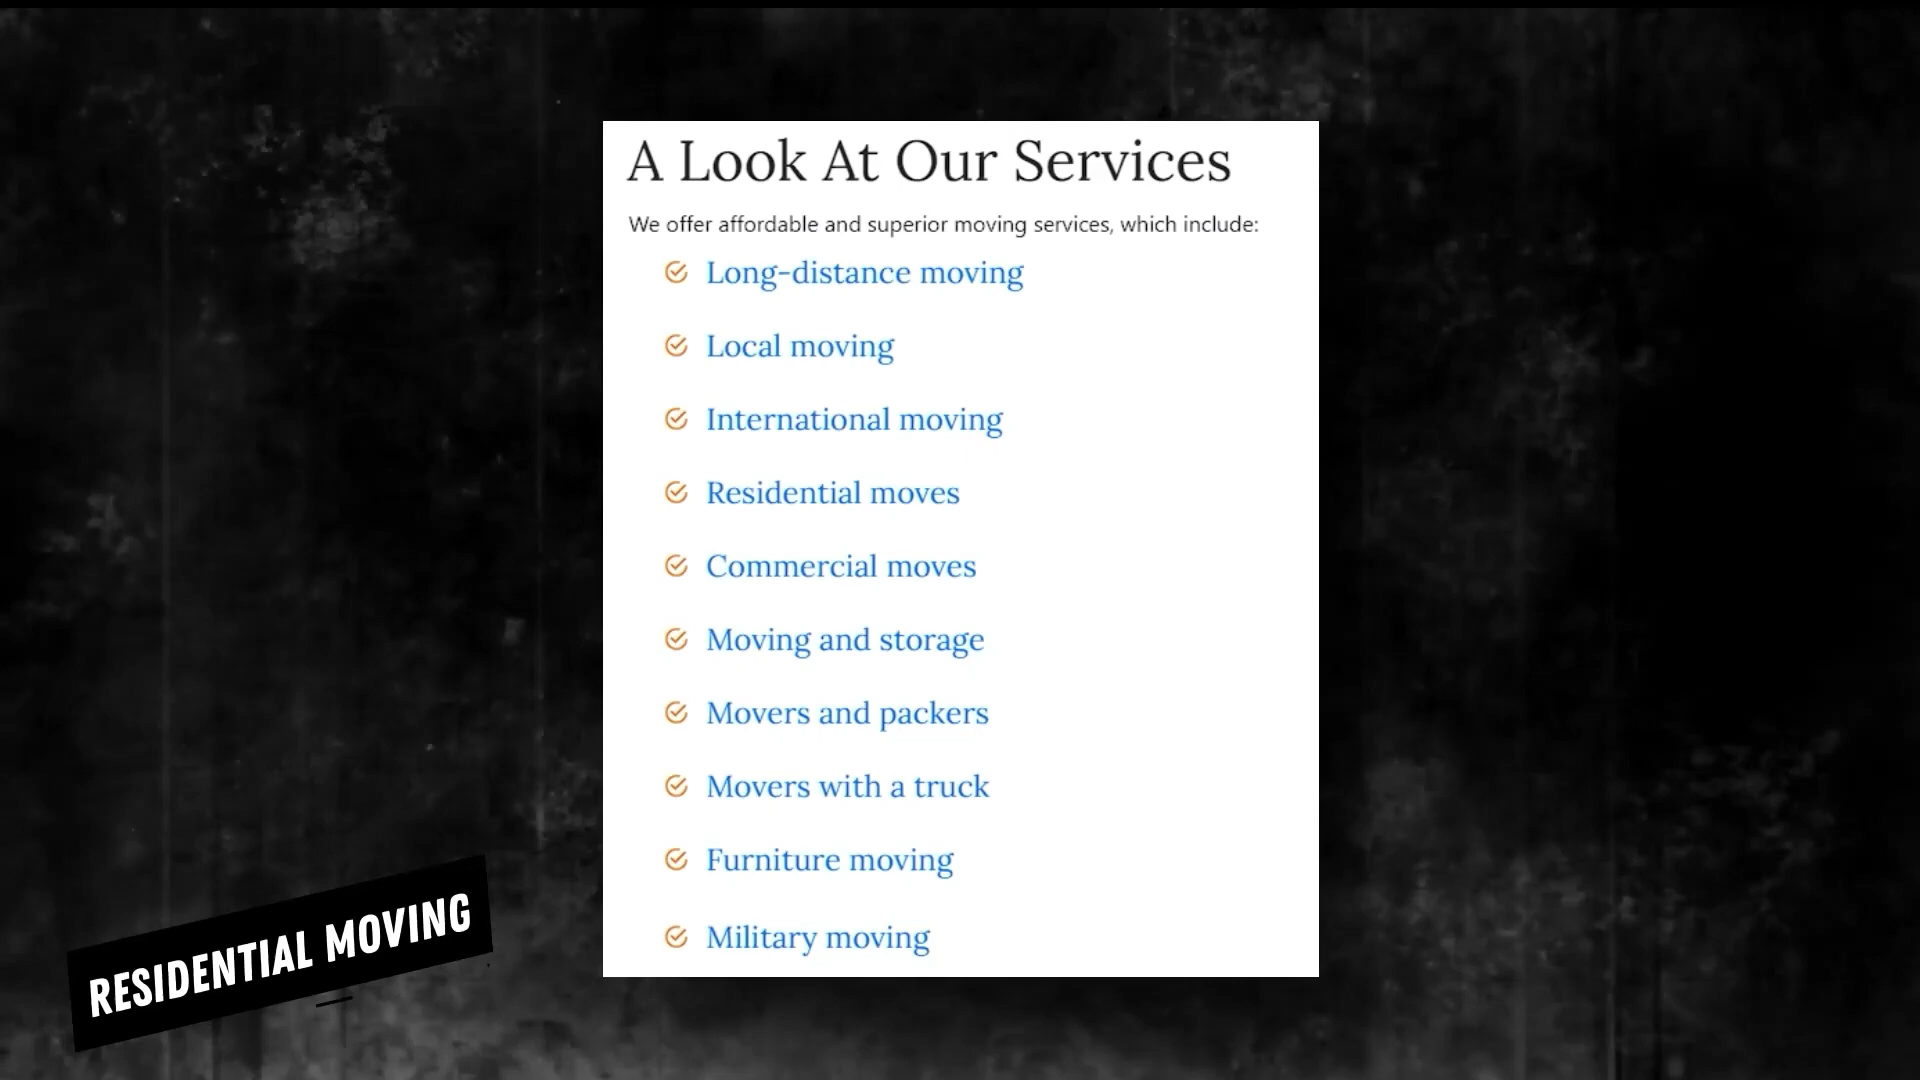 A Look At Our Services
We offer affordable and superior moving services, which include:
Long-distance moving
Local moving
International moving
Residential moves
Commercial moves
Moving and storage
Movers and packers
Movers with a truck
Furniture moving
Military moving
RESIDENTIAL MOVING